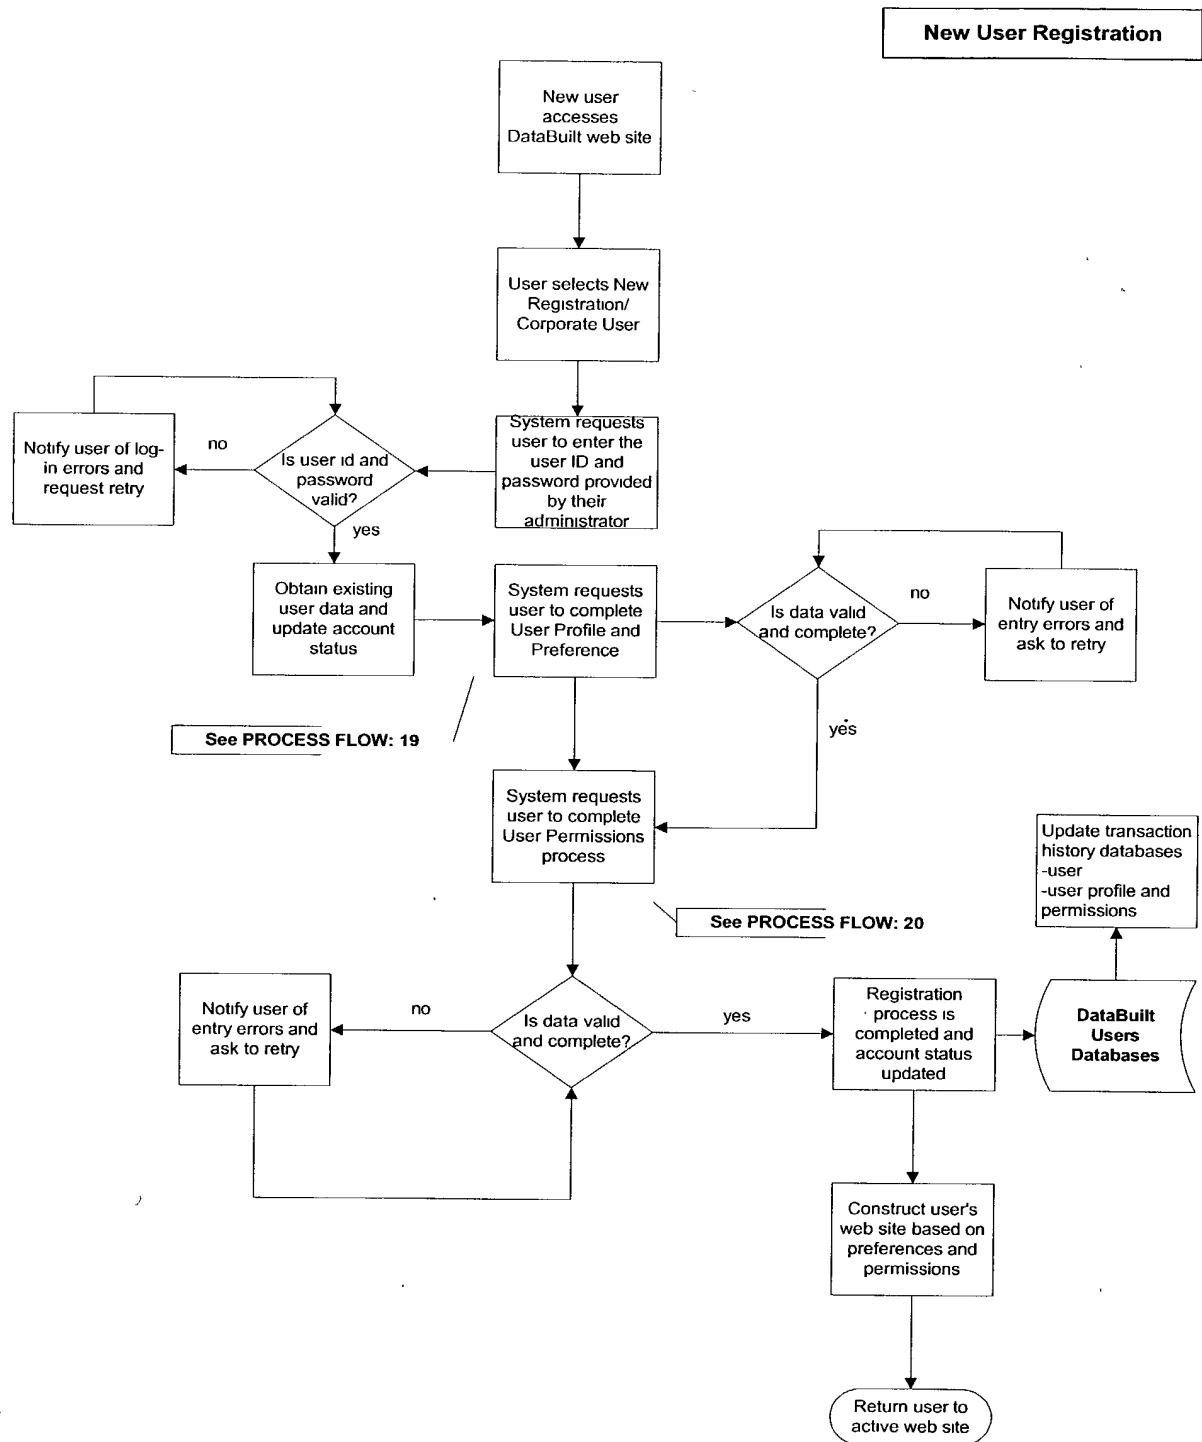 New User Registration
New user
accesses
DataBuilt web site
User selects New
Registration/
Corporate User
System requests
user to enter the
user ID and
password provided
by their
administrator
Is user id and
password
valid?
no
Notify user of log-
in errors and
request retry
yes
Obtain existing
user data and
update account
status
System requests
user to complete
User Profile and
Preference
Is data valid
and complete?
no
Notify user of
entry errors and
ask to retry
yes
See PROCESS FLOW: 19
System requests
user to complete
User Permissions
process
See PROCESS FLOW: 20
Update transaction
history databases
-user
-user profile and
permissions
Is data valid
and complete?
no
Notify user of
entry errors and
ask to retry
yes
Registration
process is
completed and
account status
updated
DataBuilt
Users
Databases
Construct user's
web site based on
preferences and
permissions
Return user to
active web site